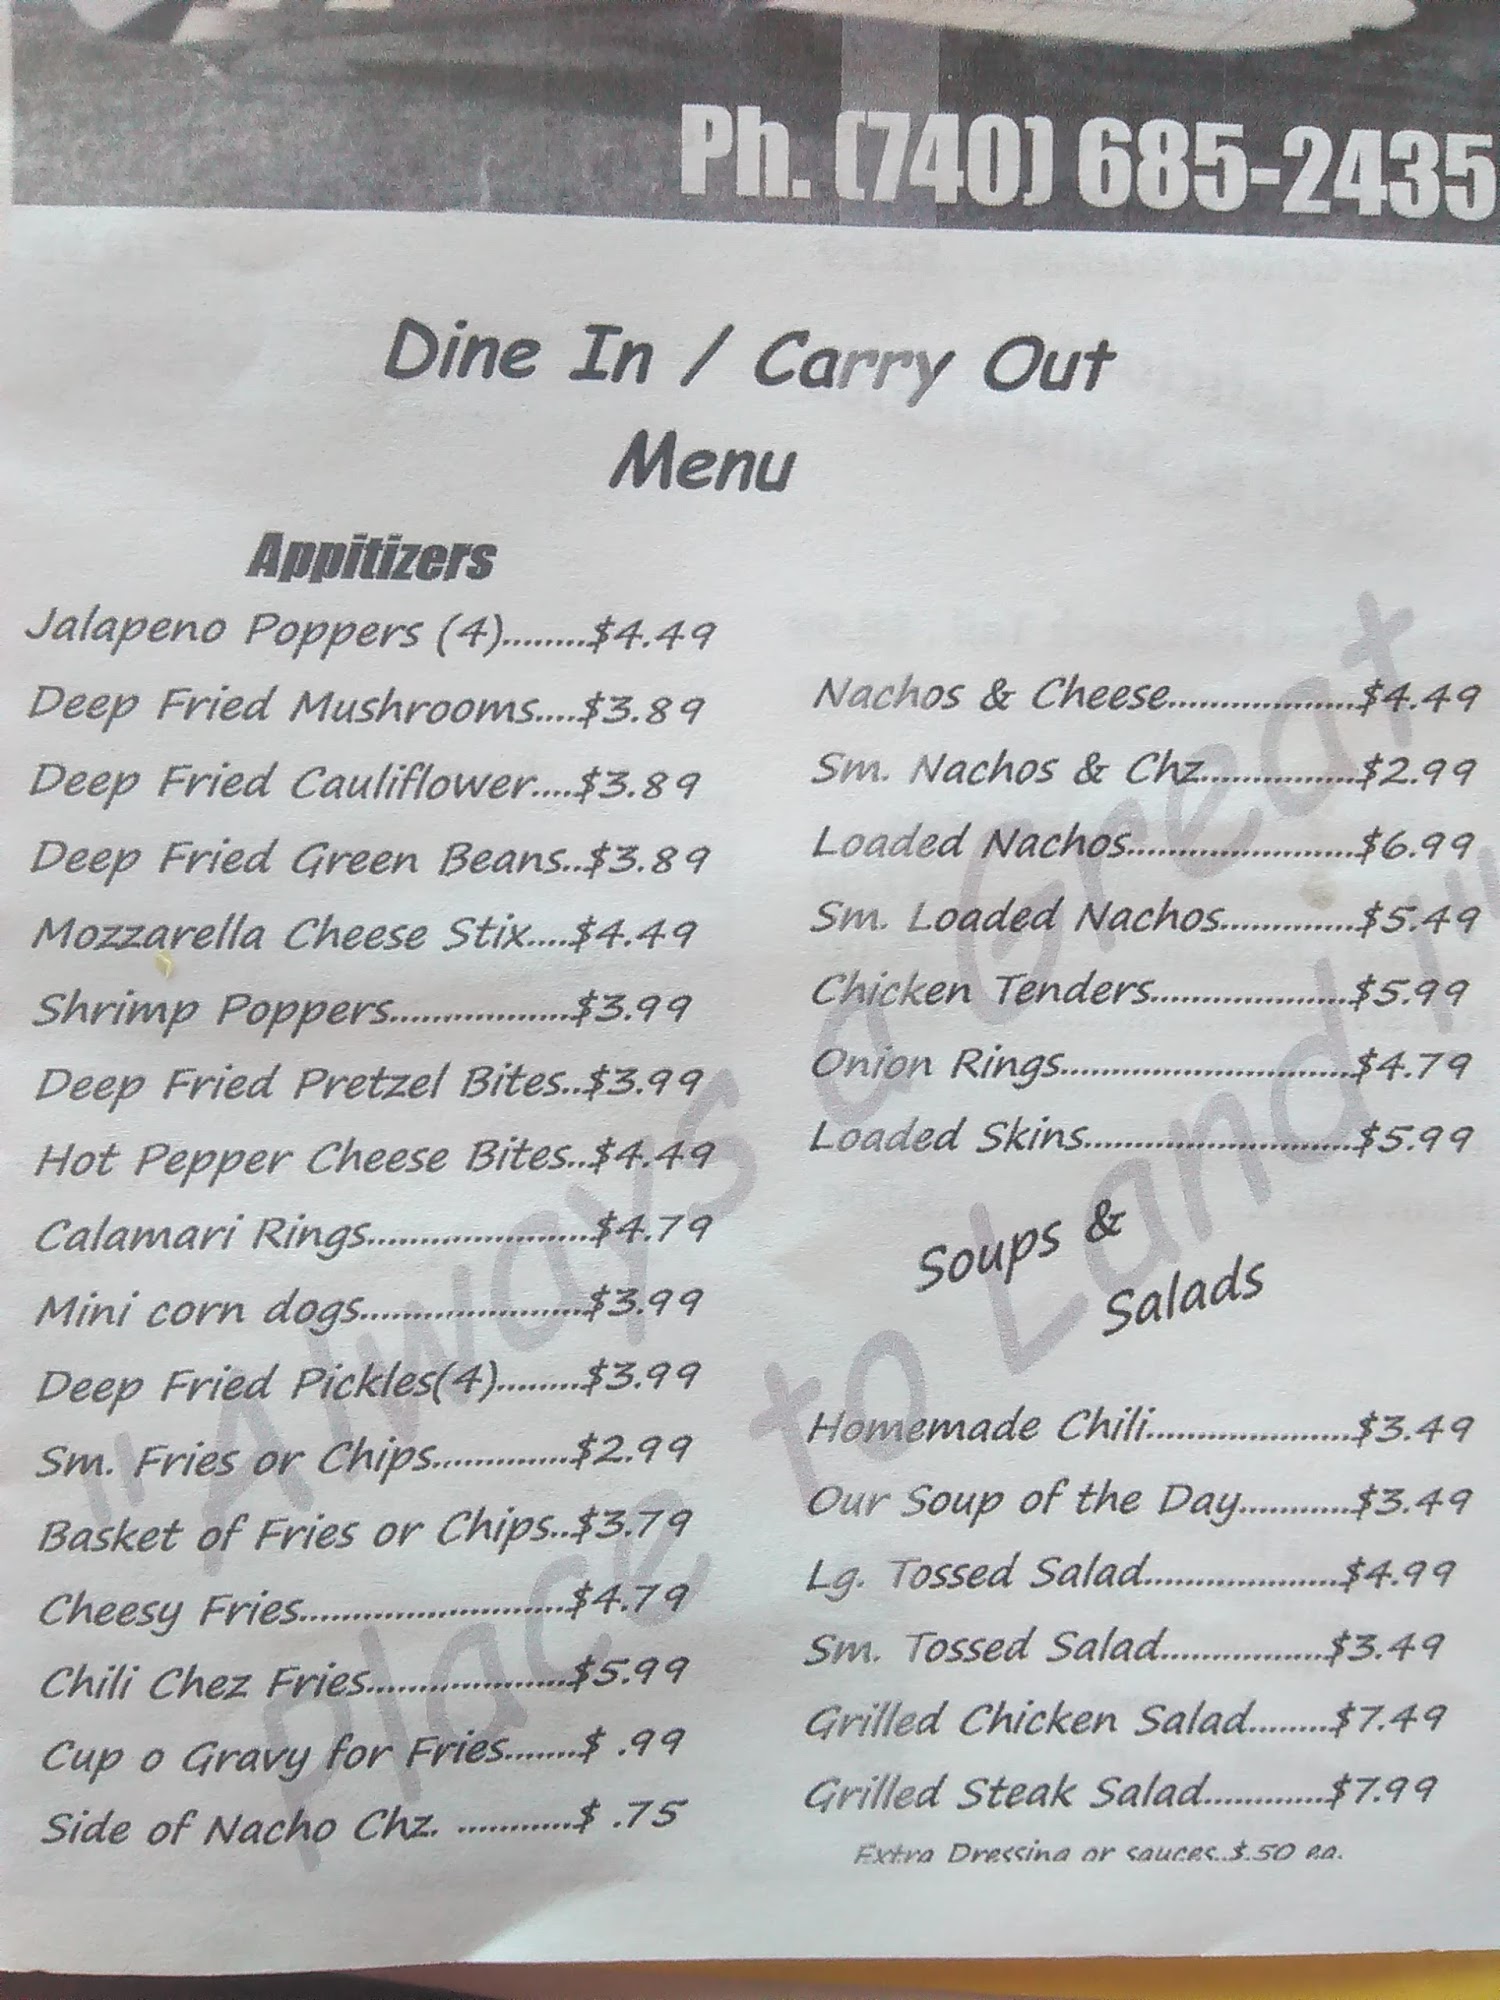 Ph. (740) 685-2435
Dine In / Carry Out
Menu
Appitizers
Jalapeno Poppers (4).........$4.49
Deep Fried Mushrooms....$3.89
Deep Fried Cauliflower....$3.89
Deep Fried Green Beans..$3.89
Mozzarella Cheese Stix....$4.49
Shrimp Poppers..................$3.99
Deep Fried Pretzel Bites..$3.99
Hot Pepper Cheese Bites..$4.49
Calamari Rings......................$4.79
Mini corn dogs......................$3.99
Deep Fried Pickles(4)........$3.99
Sm. Fries or Chips.............$2.99
Basket of Fries or Chips..$3.79
Cheesy Fries..........................$4.79
Chili Chez Fries...................$5.99
Cup o Gravy for Fries.......$ .99
Side of Nacho Chz. ............$ .75
Nachos & Cheese...................$4.49
Sm. Nachos & Chz................$2.99
Loaded Nachos.......................$6.99
Sm. Loaded Nachos.............$5.49
Chicken Tenders....................$5.99
Onion Rings.............................$4.79
Loaded Skins...........................$5.99
Soups &
Salads
Homemade Chili.....................$3.49
Our Soup of the Day...........$3.49
Lg. Tossed Salad....................$4.99
Sm. Tossed Salad.................$3.49
Grilled Chicken Salad........$7.49
Grilled Steak Salad............$7.99
Extra Dressing or sauces..$.50 ea.
"Always a Great
Place to Land